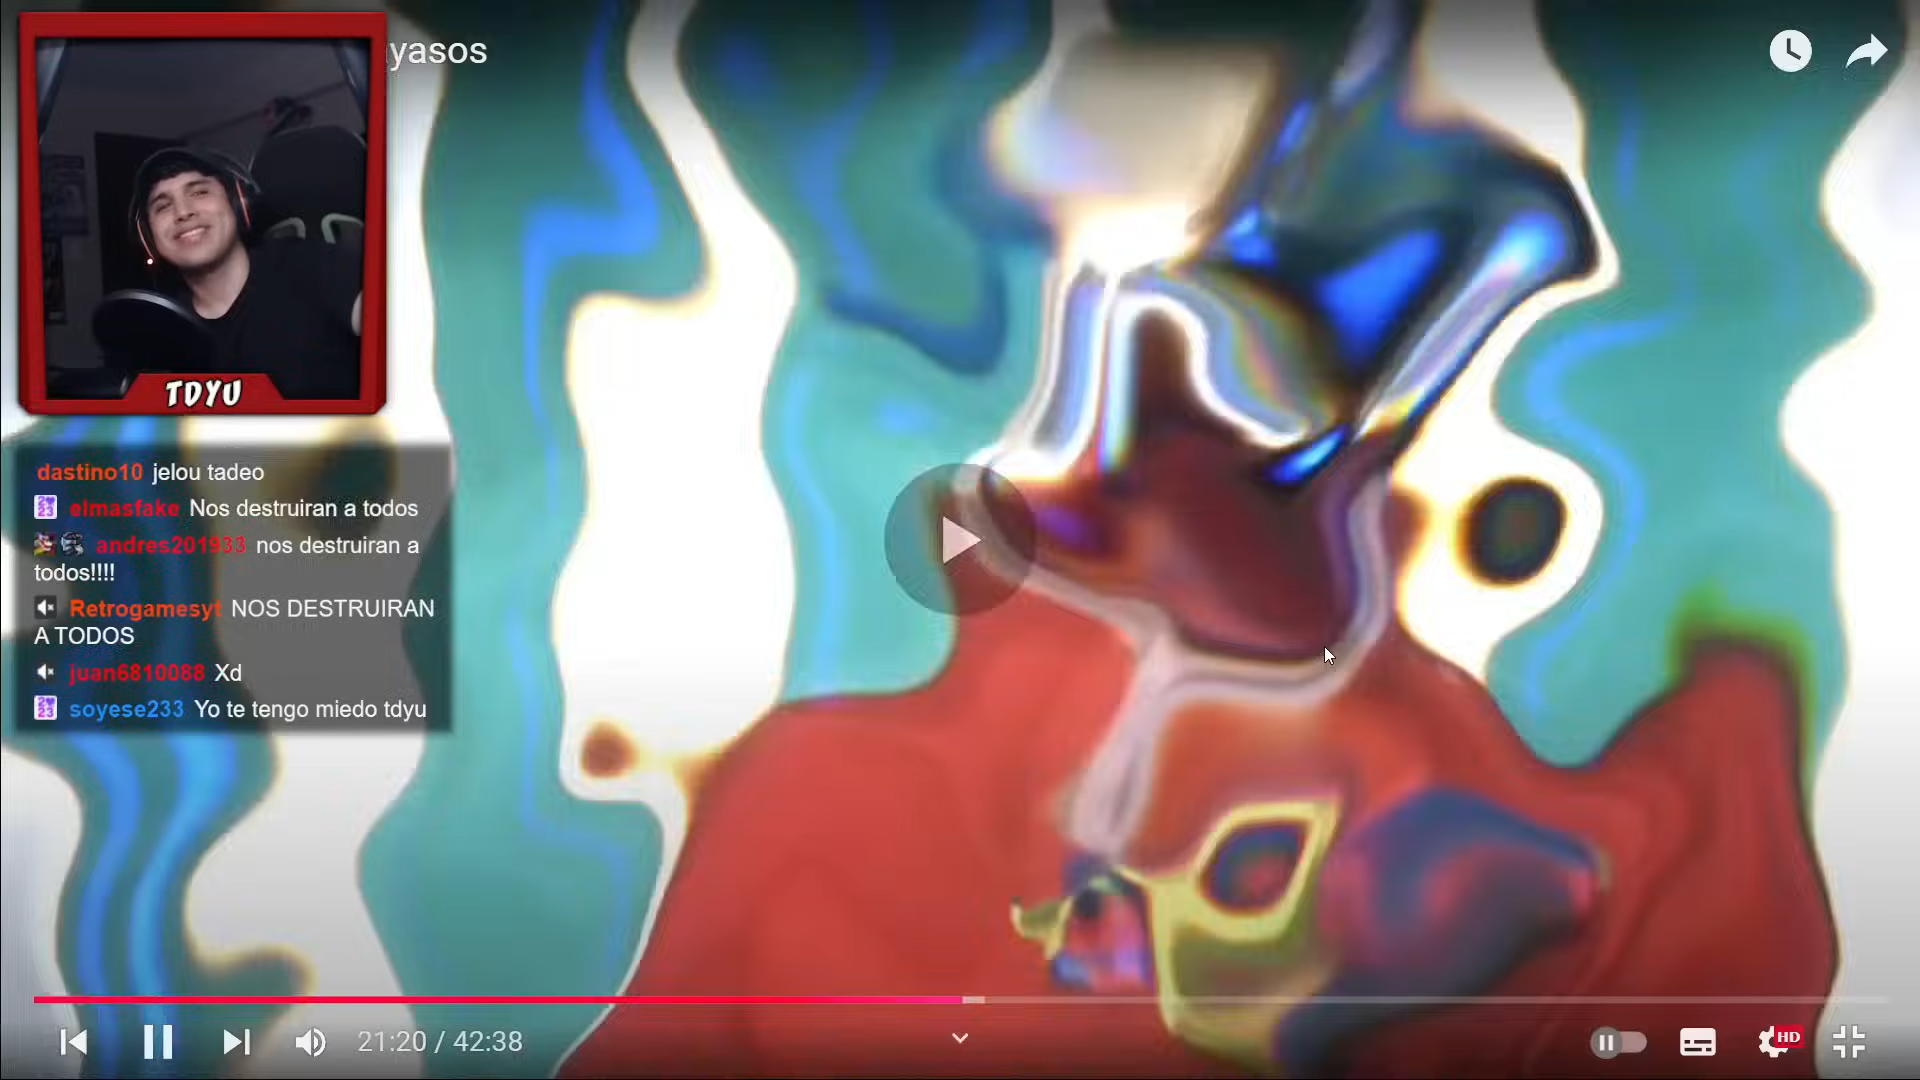 yasos
TDYU
dastino10 jelou tadeo
elmasfake Nos destruiran a todos
andres201933 nos destruiran a
todos!!!!
Retrogamesyt NOS DESTRUIRAN
A TODOS
juan6810088 Xd
soyese233 Yo te tengo miedo tdyu
21:20 / 42:38
HD